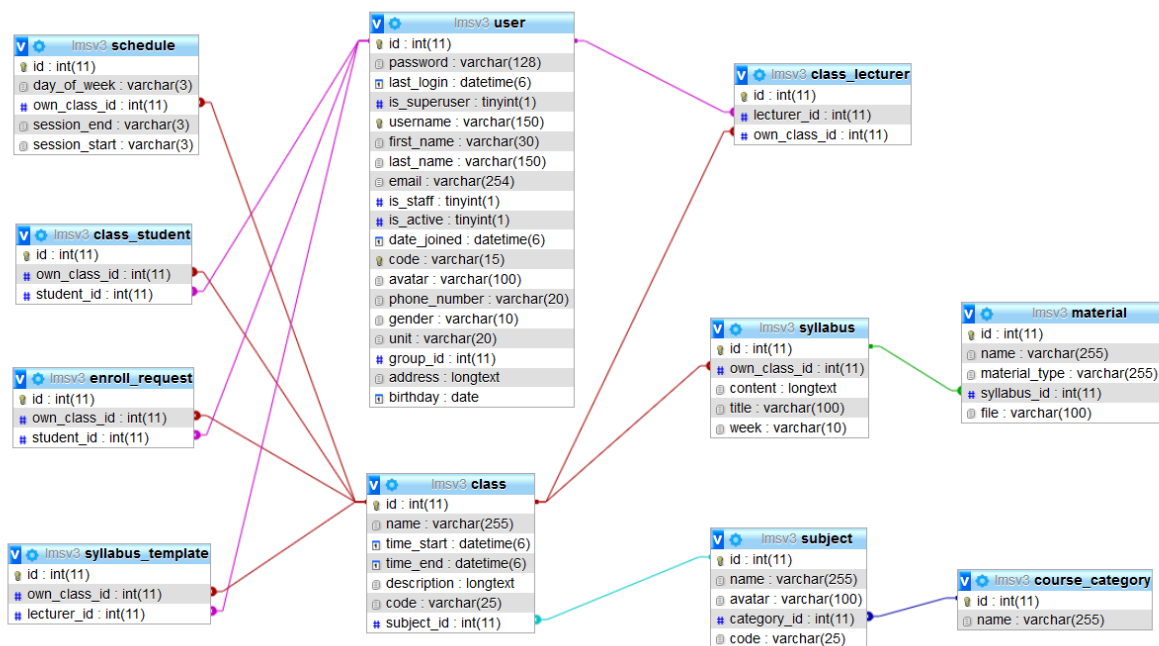 lmsv3 schedule
id : int(11)
day_of_week : varchar(3)
# own_class_id : int(11)
session_end : varchar(3)
session_start : varchar(3)
lmsv3 class_student
id : int(11)
# own_class_id : int(11)
# student_id : int(11)
lmsv3 enroll_request
id : int(11)
# own_class_id : int(11)
# student_id : int(11)
lmsv3 syllabus_template
id : int(11)
# own_class_id : int(11)
# lecturer_id : int(11)
lmsv3 user
id : int(11)
password : varchar(128)
last_login : datetime(6)
# is_superuser : tinyint(1)
username : varchar(150)
first_name : varchar(30)
last_name : varchar(150)
email : varchar(254)
# is_staff : tinyint(1)
# is_active : tinyint(1)
date_joined : datetime(6)
code : varchar(15)
avatar : varchar(100)
phone_number : varchar(20)
gender : varchar(10)
unit : varchar(20)
# group_id : int(11)
address : longtext
birthday : date
lmsv3 class
id : int(11)
name : varchar(255)
time_start : datetime(6)
time_end : datetime(6)
description : longtext
code : varchar(25)
# subject_id : int(11)
lmsv3 class_lecturer
id : int(11)
# lecturer_id : int(11)
# own_class_id : int(11)
lmsv3 syllabus
id : int(11)
# own_class_id : int(11)
content : longtext
title : varchar(100)
week : varchar(10)
lmsv3 material
id : int(11)
name : varchar(255)
material_type : varchar(255)
# syllabus_id : int(11)
file : varchar(100)
lmsv3 subject
id : int(11)
name : varchar(255)
avatar : varchar(100)
# category_id : int(11)
code : varchar(25)
lmsv3 course_category
id : int(11)
name : varchar(255)